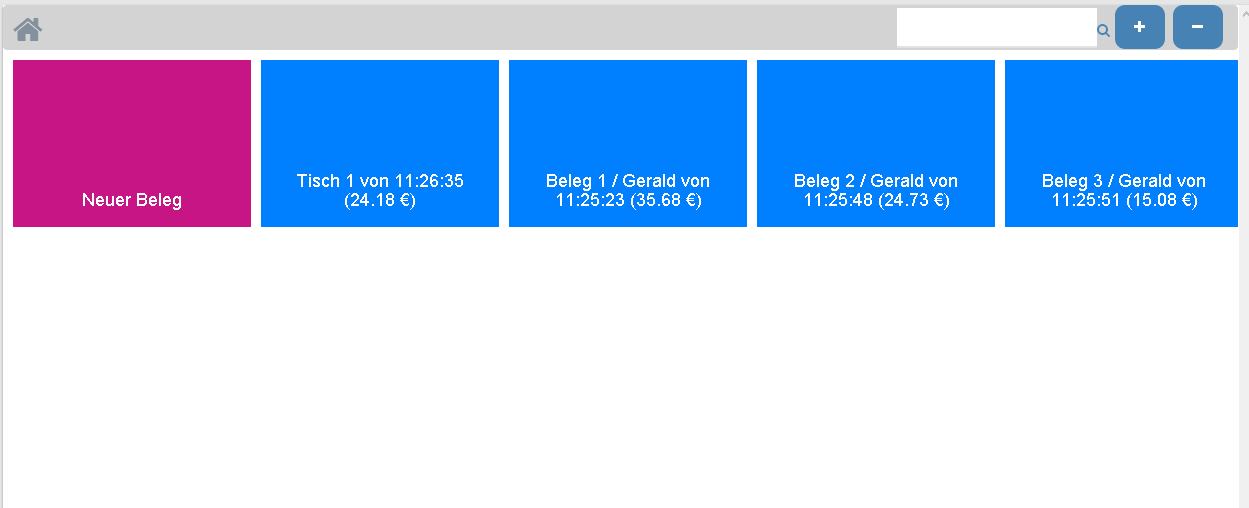 +
−
Neuer Beleg
Tisch 1 von 11:26:35
(24.18 €)
Beleg 1 / Gerald von
11:25:23 (35.68 €)
Beleg 2 / Gerald von
11:25:48 (24.73 €)
Beleg 3 / Gerald von
11:25:51 (15.08 €)